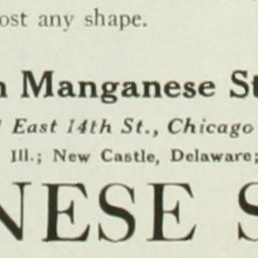 ost any shape.
n Manganese St
East 14th St., Chicago
Ill.; New Castle, Delaware;
NESE S